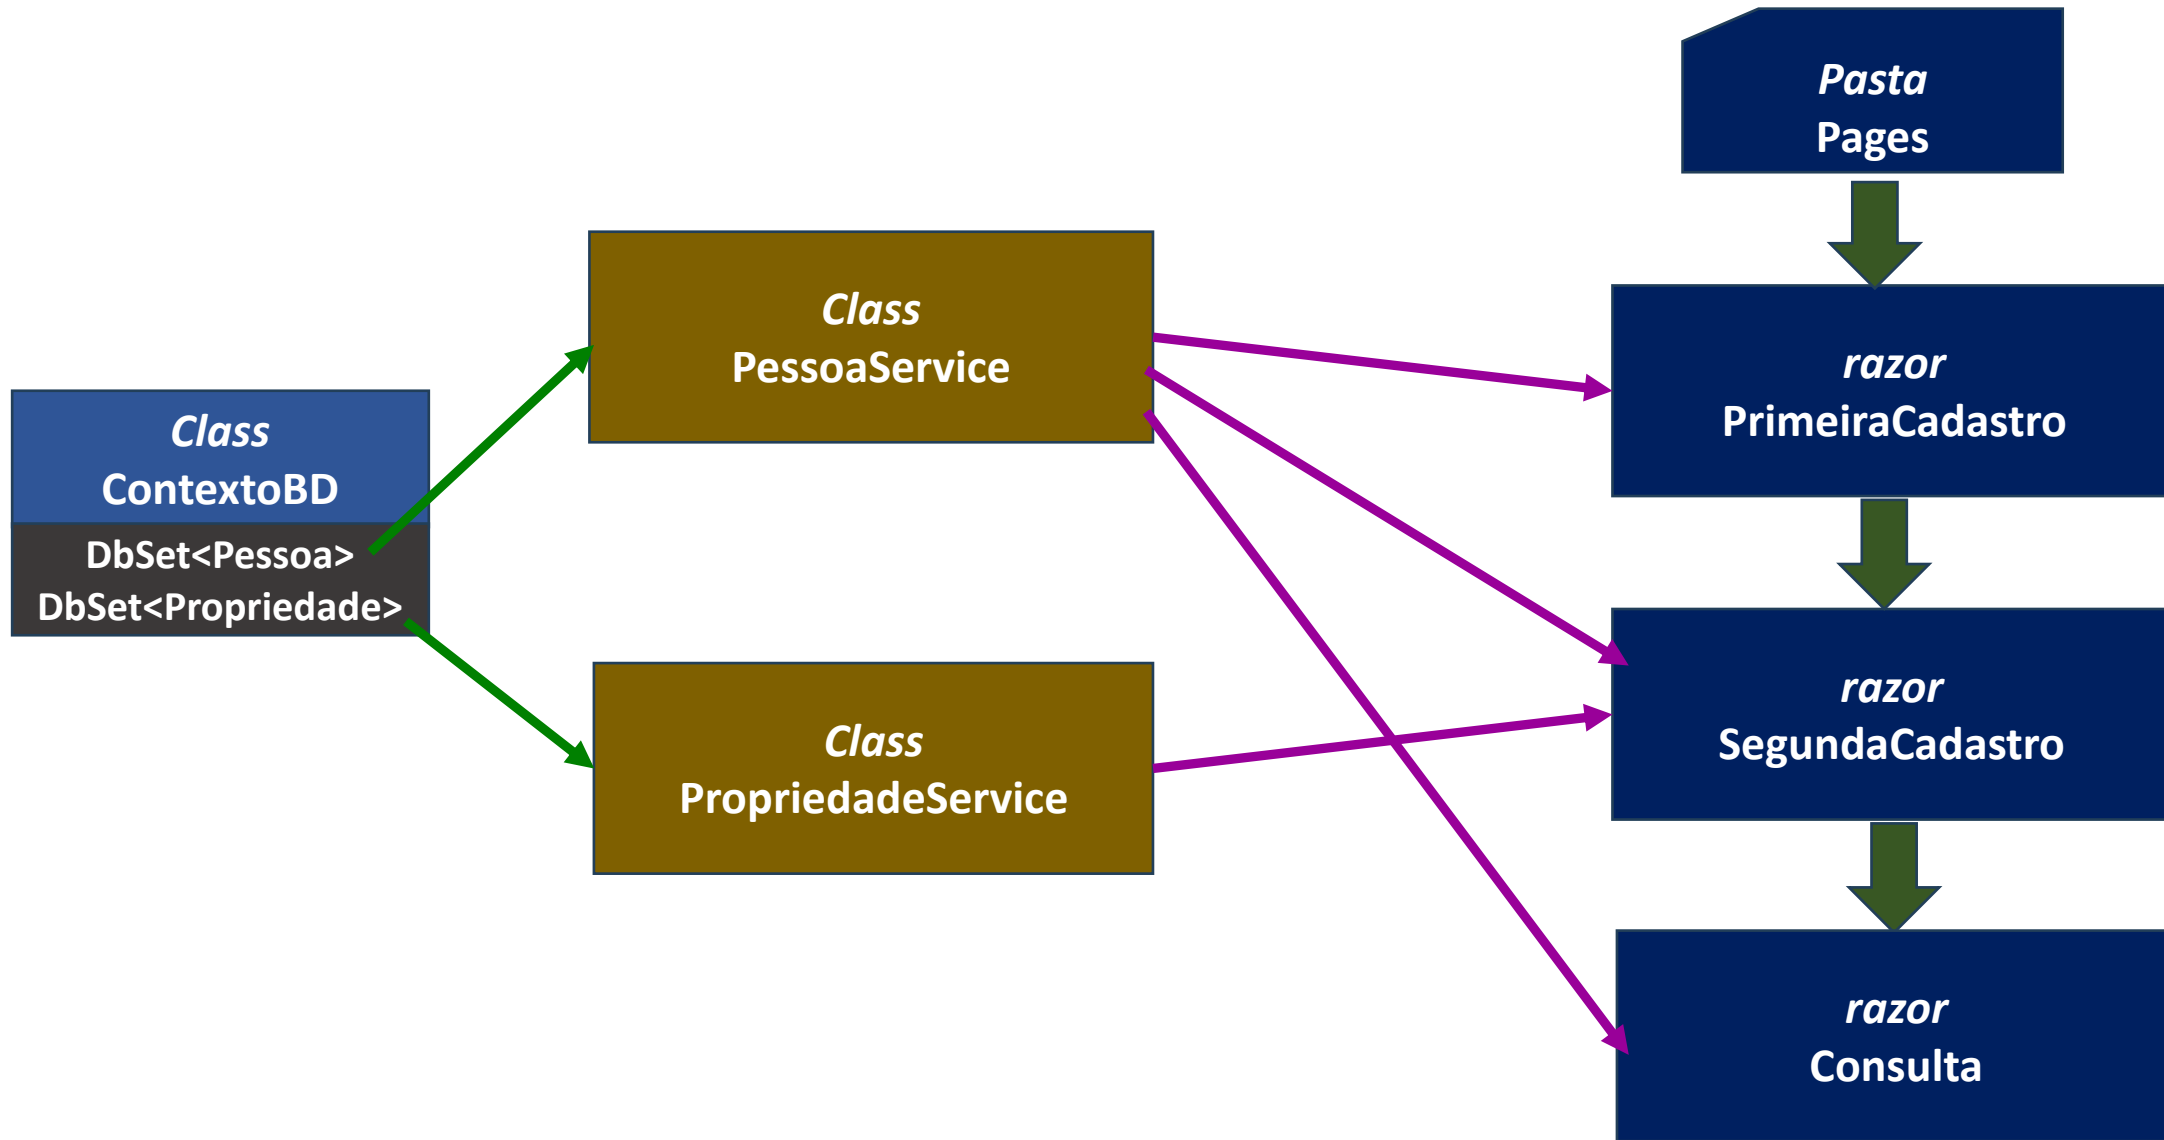 Pasta
Pages
Class
PessoaService
razor
PrimeiraCadastro
Class
ContextoBD
DbSet<Pessoa>
DbSet<Propriedade>
razor
SegundaCadastro
Class
PropriedadeService
razor
Consulta